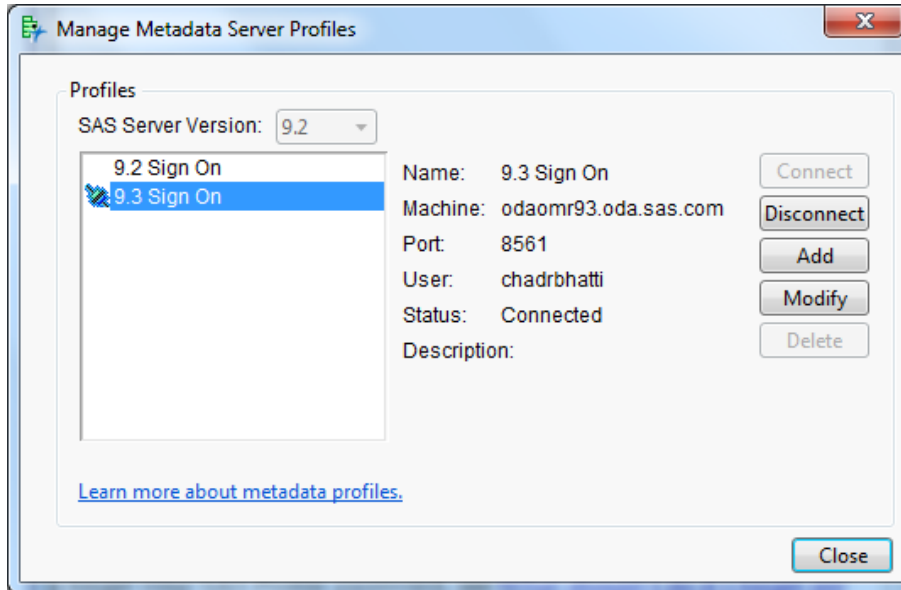 Manage Metadata Server Profiles
Profiles
SAS Server Version: 9.2
9.2 Sign On
9.3 Sign On
Name: 9.3 Sign On
Machine: odaomr93.oda.sas.com
Port: 8561
User: chadrbhatti
Status: Connected
Description:
Connect
Disconnect
Add
Modify
Delete
Learn more about metadata profiles.
Close